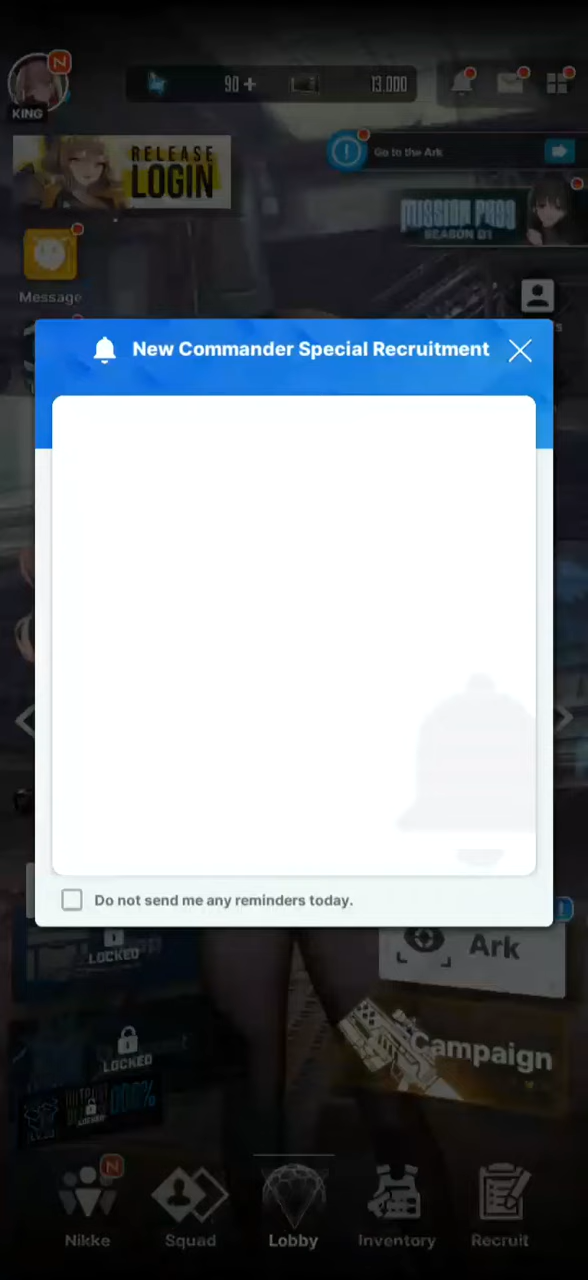 N
KING
90 +
13.000
RELEASE
LOGIN
Go to the Ark
MISSION PASS
SEASON 01
Message
New Commander Special Recruitment
Do not send me any reminders today.
LOCKED
Ark
LOCKED
Campaign
LOCKED
N
Nikke
Squad
Lobby
Inventory
Recruit